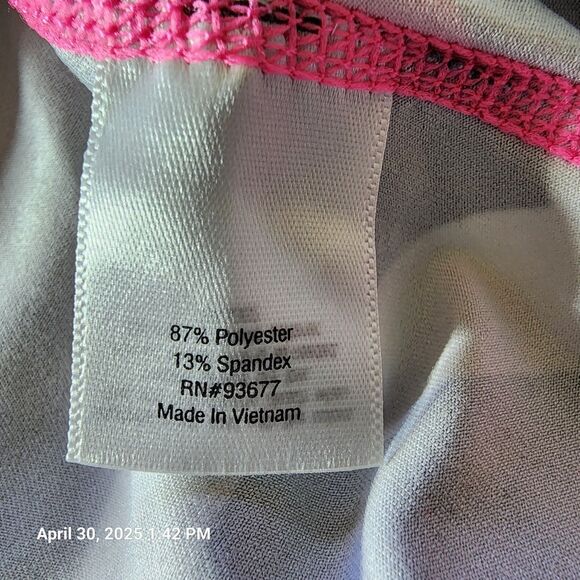 87% Polyester
13% Spandex
RN#93677
Made In Vietnam
April 30, 2025 1:42 PM